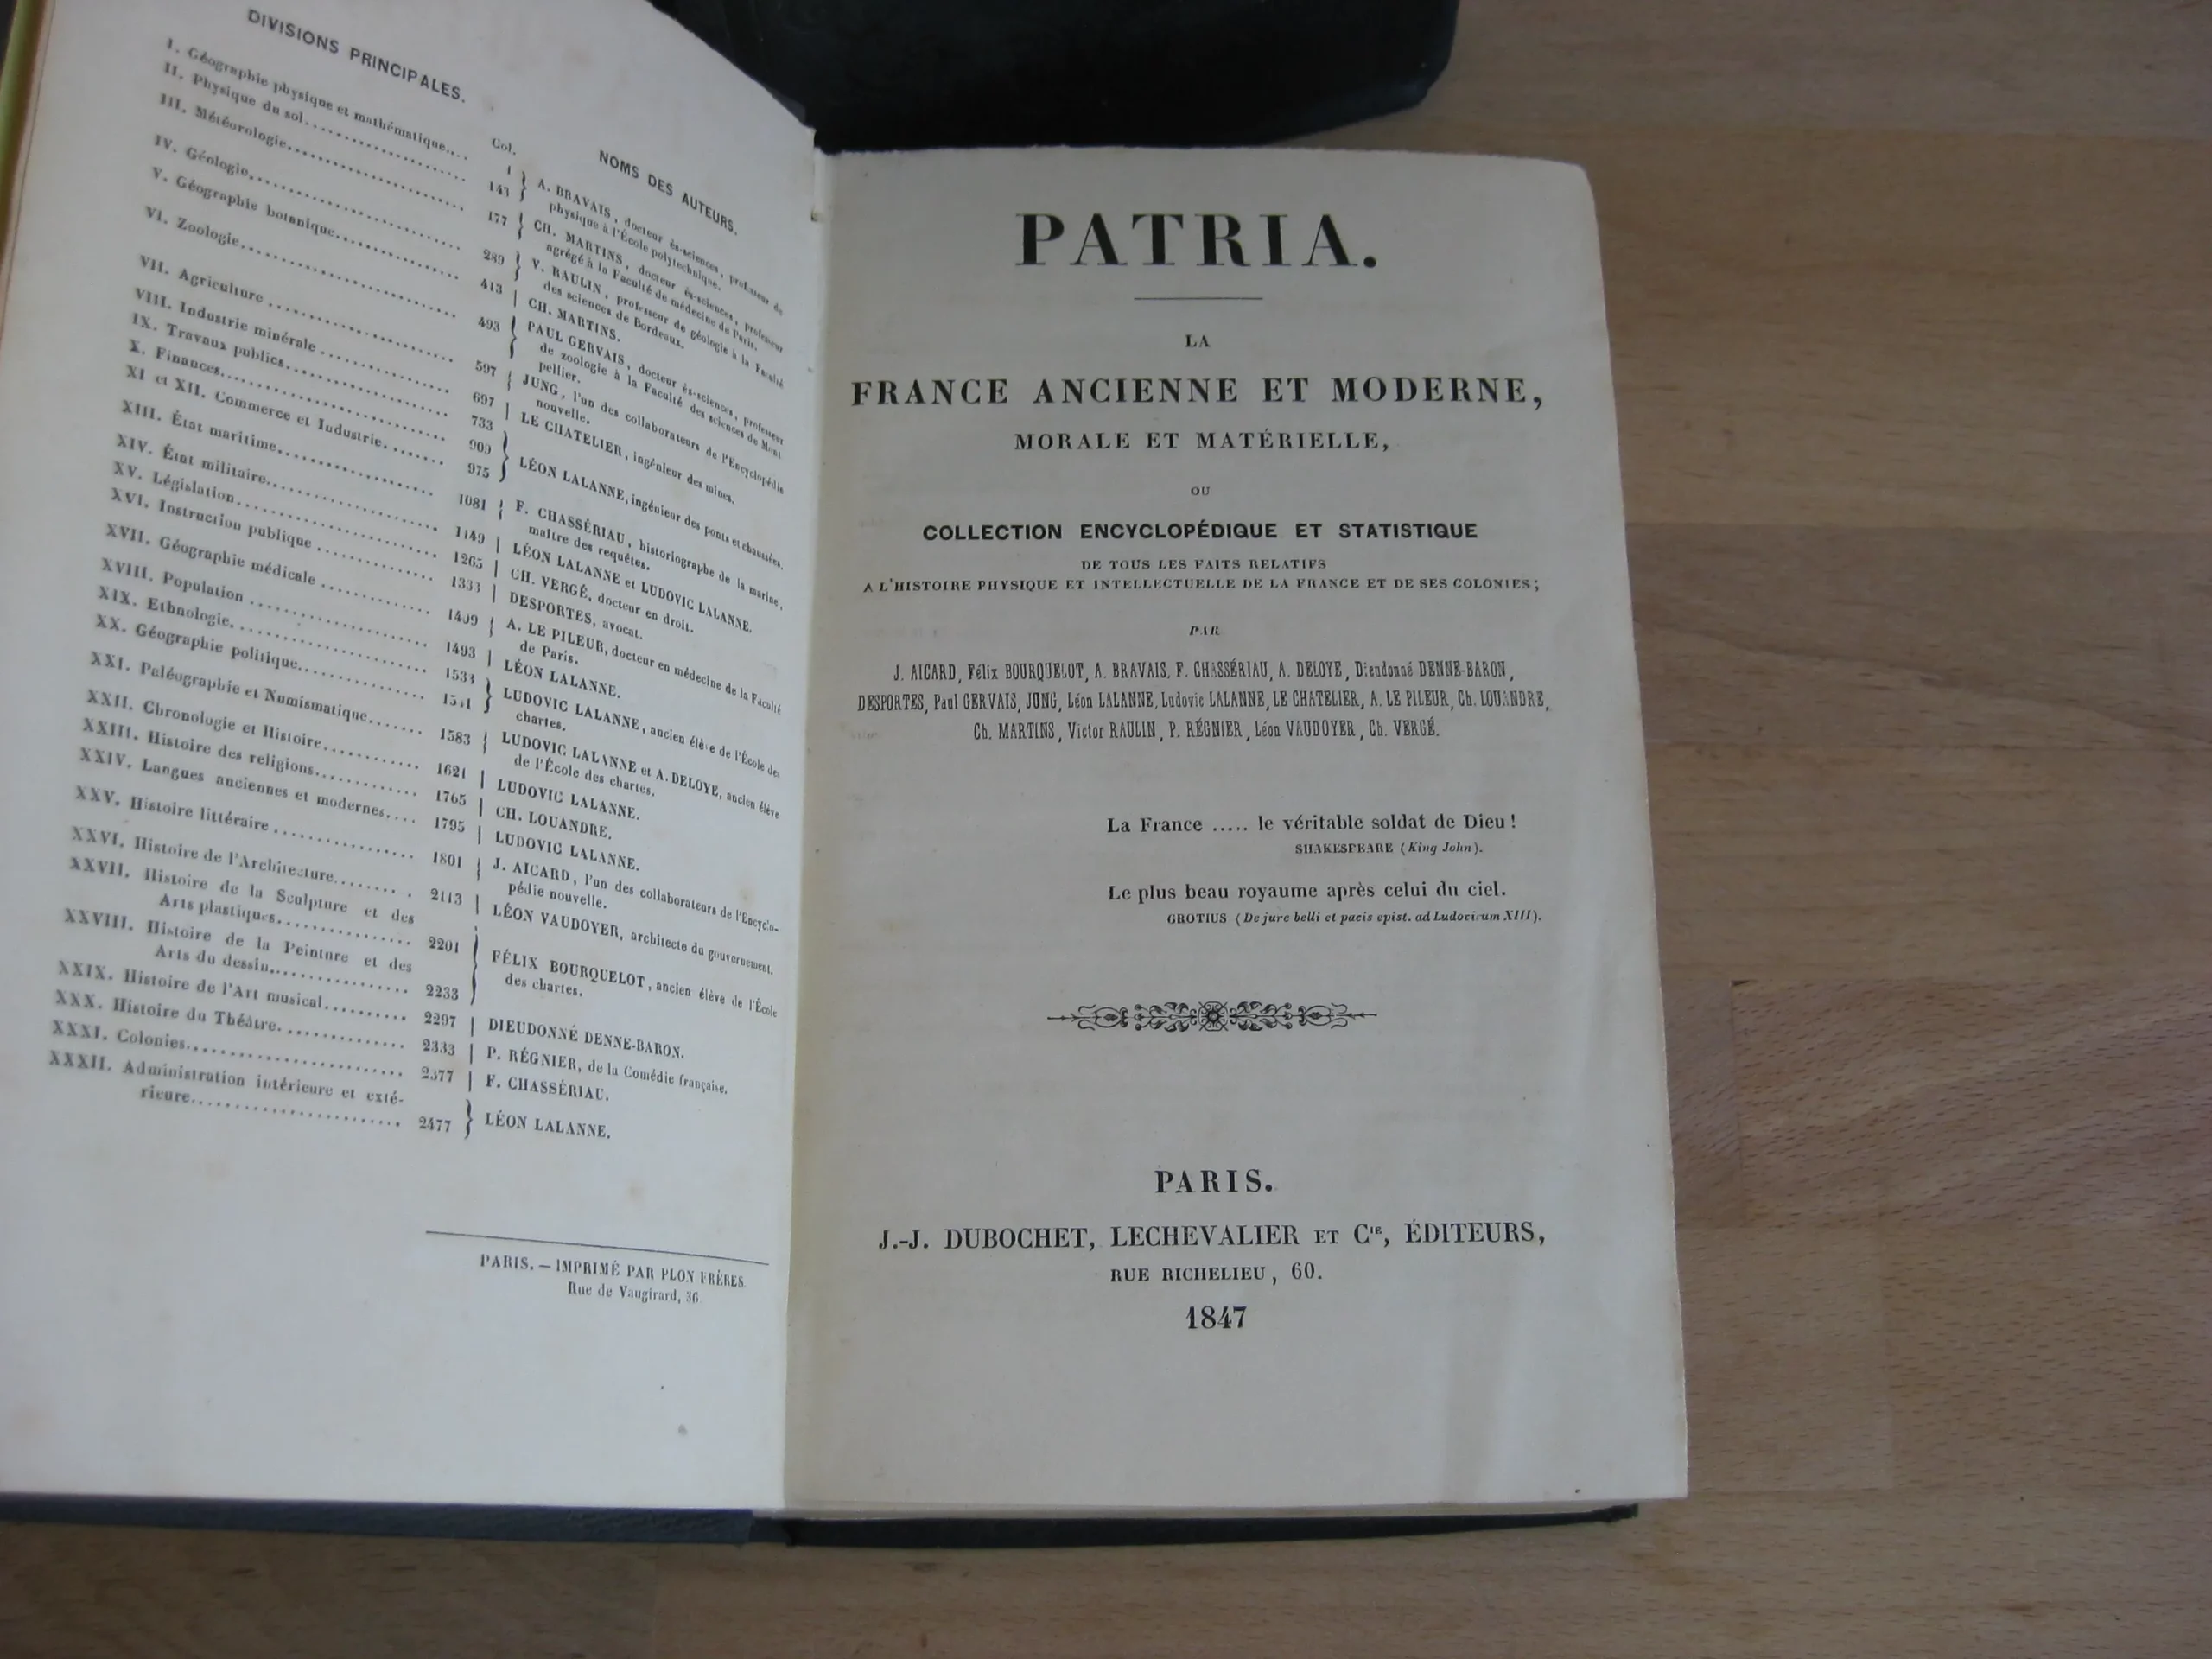 DIVISIONS PRINCIPALES.
Col.
NOMS DES AUTEURS.
I. Géographie physique et mathématique.... 1
II. Physique du sol.................... 143
A. BRAVAIS, docteur ès-sciences, professeur de
physique à l'École polytechnique.
III. Météorologie.................... 177
CH. MARTINS, docteur ès-sciences, professeur
agrégé à la Faculté de médecine de Paris.
IV. Géologie........................ 289
V. RAULIN, professeur de géologie à la Faculté
des sciences de Bordeaux.
V. Géographie botanique............. 413
CH. MARTINS.
VI. Zoologie........................ 493
PAUL GERVAIS, docteur ès-sciences, professeur
de zoologie à la Faculté des sciences de Mont
pellier.
VII. Agriculture.................... 597
JUNG, l'un des collaborateurs de l'Encyclopédie
nouvelle.
VIII. Industrie minérale............ 697
LE CHATELIER, ingénieur des mines.
IX. Travaux publics................. 733
X. Finances......................... 909
XI et XII. Commerce et Industrie........ 975
LÉON LALANNE, ingénieur des ponts et chaussées.
XIII. État maritime................. 1081
F. CHASSÉRIAU, historiographe de la marine,
maître des requêtes.
XIV. État militaire................. 1149
LÉON LALANNE et LUDOVIC LALANNE.
XV. Législation..................... 1265
CH. VERGÉ, docteur en droit.
XVI. Instruction publique........... 1333
DESPORTES, avocat.
XVII. Géographie médicale........... 1409
A. LE PILEUR, docteur en médecine de la Faculté
de Paris.
XVIII. Population................... 1493
LÉON LALANNE.
XIX. Ethnologie..................... 1534
XX. Géographie politique............ 1541
LUDOVIC LALANNE, ancien élève de l'École des
chartes.
XXI. Paléographie et Numismatique...... 1583
LUDOVIC LALANNE et A. DELOYE, ancien élève
de l'École des chartes.
XXII. Chronologie et Histoire........... 1621
LUDOVIC LALANNE.
XXIII. Histoire des religions............ 1765
CH. LOUANDRE.
XXIV. Langues anciennes et modernes.... 1795
LUDOVIC LALANNE.
XXV. Histoire littéraire................ 1801
J. AICARD, l'un des collaborateurs de l'Encyclo-
pédie nouvelle.
XXVI. Histoire de l'Architecture........ 2113
LÉON VAUDOYER, architecte du gouvernement.
XXVII. Histoire de la Sculpture et des
Arts plastiques................ 2201
XXVIII. Histoire de la Peinture et des
Arts du dessin................ 2233
FÉLIX BOURQUELOT, ancien élève de l'École
des chartes.
XXIX. Histoire de l'Art musical.......... 2297
DIEUDONNÉ DENNE-BARON.
XXX. Histoire du Théâtre.............. 2333
P. RÉGNIER, de la Comédie française.
XXXI. Colonies........................ 2377
F. CHASSÉRIAU.
XXXII. Administration intérieure et exté-
rieure........................ 2477
LÉON LALANNE.
PARIS. — IMPRIMÉ PAR PLON FRÈRES
Rue de Vaugirard, 36
PATRIA.
LA
FRANCE ANCIENNE ET MODERNE,
MORALE ET MATÉRIELLE,
OU
COLLECTION ENCYCLOPÉDIQUE ET STATISTIQUE
DE TOUS LES FAITS RELATIFS
A L'HISTOIRE PHYSIQUE ET INTELLECTUELLE DE LA FRANCE ET DE SES COLONIES;
PAR
J. AICARD, Félix BOURQUELOT, A. BRAVAIS, F. CHASSÉRIAU, A. DELOYE, Dieudonné DENNE-BARON,
DESPORTES, Paul GERVAIS, JUNG, Léon LALANNE, Ludovic LALANNE, LE CHATELIER, A. LE PILEUR, Ch. LOUANDRE,
Ch. MARTINS, Victor RAULIN, P. RÉGNIER, Léon VAUDOYER, Ch. VERGÉ.
La France ..... le véritable soldat de Dieu!
SHAKESPEARE (King John).
Le plus beau royaume après celui du ciel.
GROTIUS (De jure belli et pacis epist. ad Ludovicum XIII).
PARIS.
J.-J. DUBOCHET, LECHEVALIER ET Cie, ÉDITEURS,
RUE RICHELIEU, 60.
1847